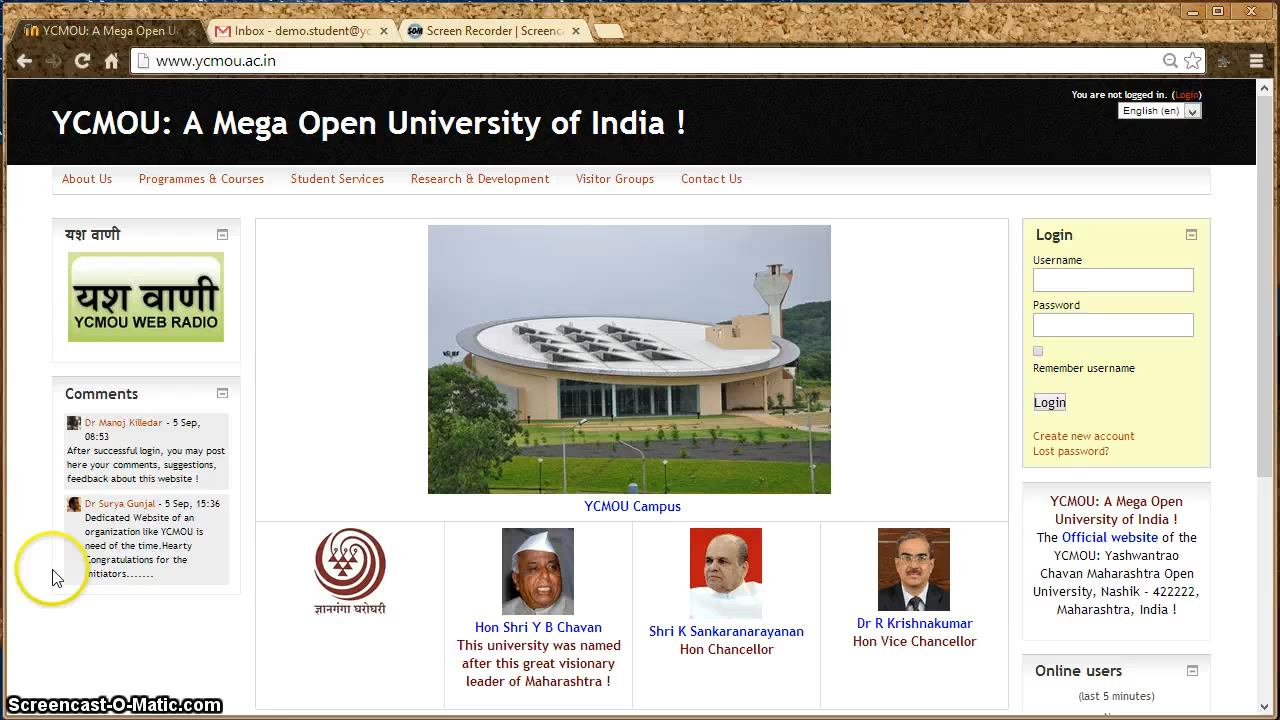 YCMOU: A Mega Open U
Inbox - demo.student@yc
Screen Recorder | Screenc
www.ycmou.ac.in
You are not logged in. (Login)
English (en)
YCMOU: A Mega Open University of India !
About Us
Programmes & Courses
Student Services
Research & Development
Visitor Groups
Contact Us
यश वाणी
यश वाणी
YCMOU WEB RADIO
Comments
Dr Manoj Killedar - 5 Sep,
08:53
After successful login, you may post
here your comments, suggestions,
feedback about this website !
Dr Surya Gunjal - 5 Sep, 15:36
Dedicated Website of an
organization like YCMOU is
need of the time.Hearty
Congratulations for the
initiators.......
YCMOU Campus
ज्ञानगंगा घरोघरी
Hon Shri Y B Chavan
This university was named
after this great visionary
leader of Maharashtra !
Shri K Sankaranarayanan
Hon Chancellor
Dr R Krishnakumar
Hon Vice Chancellor
Login
Username
Password
Remember username
Login
Create new account
Lost password?
YCMOU: A Mega Open
University of India !
The Official website of the
YCMOU: Yashwantrao
Chavan Maharashtra Open
University, Nashik - 422222,
Maharashtra, India !
Online users
(last 5 minutes)
Screencast-O-Matic.com